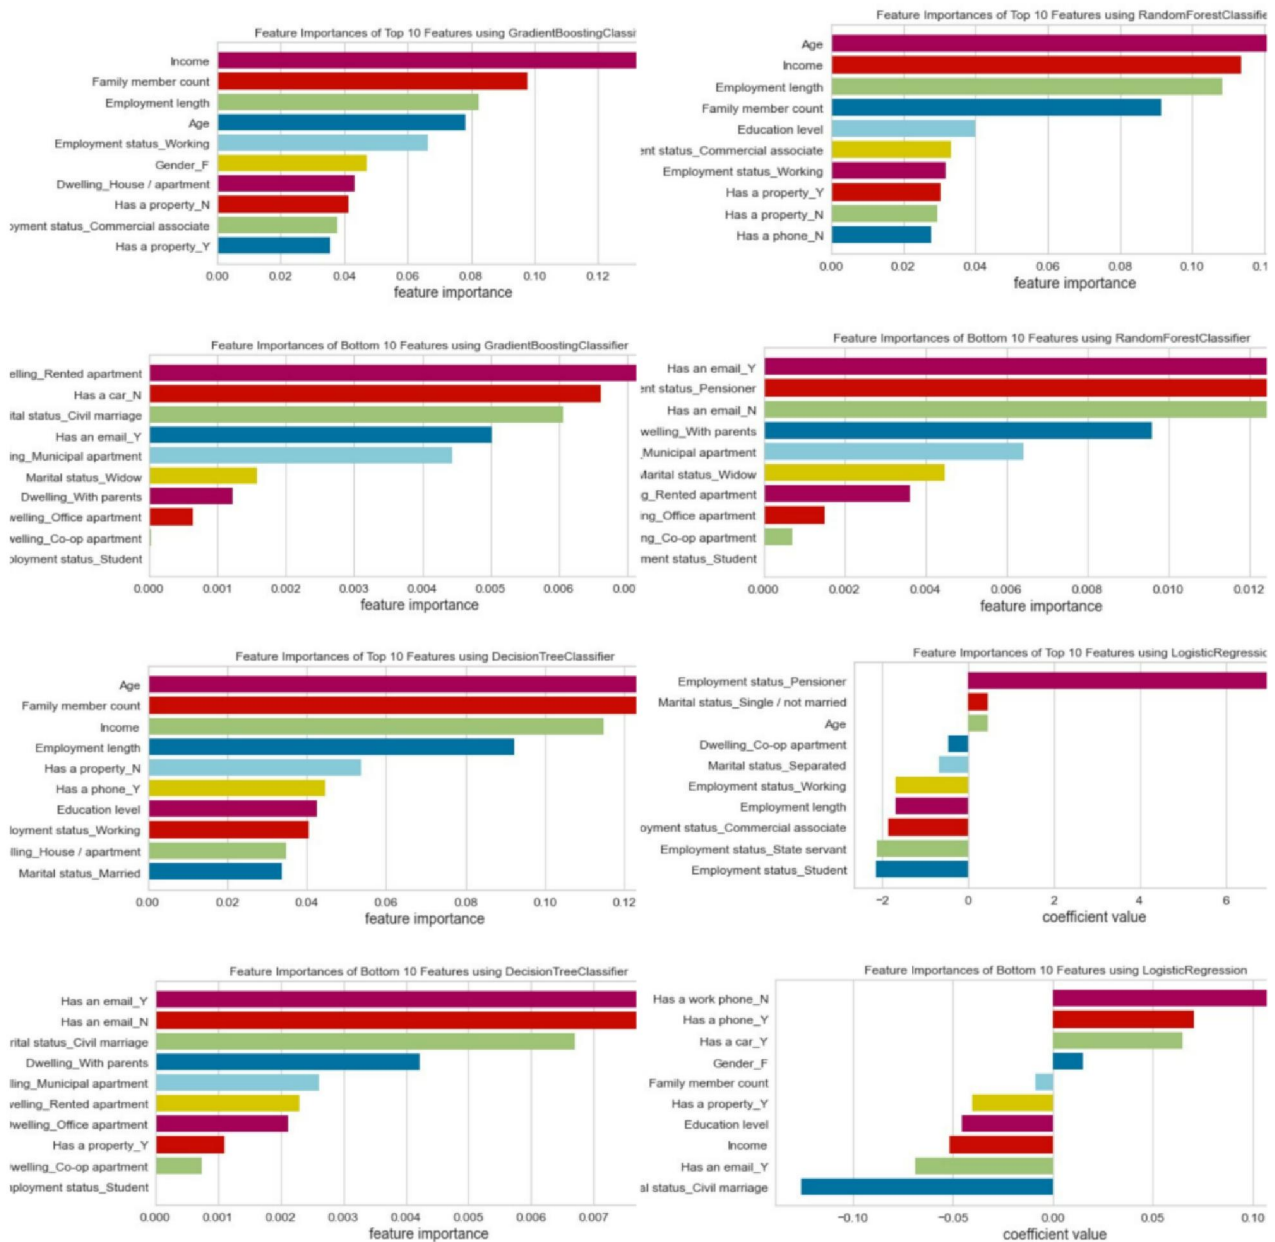 Feature Importances of Top 10 Features using GradientBoostingClassi
Income
Family member count
Employment length
Age
Employment status_Working
Gender_F
Dwelling_House / apartment
Has a property_N
oyment status_Commercial associate
Has a property_Y
0.00 0.02 0.04 0.06 0.08 0.10 0.12
feature importance
Feature Importances of Top 10 Features using RandomForestClassifie
Age
Income
Employment length
Family member count
Education level
ent status_Commercial associate
Employment status_Working
Has a property_Y
Has a property_N
Has a phone_N
0.00 0.02 0.04 0.06 0.08 0.10 0.1
feature importance
Feature Importances of Bottom 10 Features using GradientBoostingClassifier
elling_Rented apartment
Has a car_N
ital status_Civil marriage
Has an email_Y
ing_Municipal apartment
Marital status_Widow
Dwelling_With parents
welling_Office apartment
welling_Co-op apartment
ployment status_Student
0.000 0.001 0.002 0.003 0.004 0.005 0.006 0.00
feature importance
Feature Importances of Bottom 10 Features using RandomForestClassifier
Has an email_Y
ent status_Pensioner
Has an email_N
welling_With parents
_Municipal apartment
Marital status_Widow
g_Rented apartment
ing_Office apartment
ng_Co-op apartment
ment status_Student
0.000 0.002 0.004 0.006 0.008 0.010 0.012
feature importance
Feature Importances of Top 10 Features using DecisionTreeClassifier
Age
Family member count
Income
Employment length
Has a property_N
Has a phone_Y
Education level
loyment status_Working
lling_House / apartment
Marital status_Married
0.00 0.02 0.04 0.06 0.08 0.10 0.12
feature importance
Feature Importances of Top 10 Features using LogisticRegressio
Employment status_Pensioner
Marital status_Single / not married
Age
Dwelling_Co-op apartment
Marital status_Separated
Employment status_Working
Employment length
oyment status_Commercial associate
Employment status_State servant
Employment status_Student
−2 0 2 4 6
coefficient value
Feature Importances of Bottom 10 Features using DecisionTreeClassifier
Has an email_Y
Has an email_N
rital status_Civil marriage
Dwelling_With parents
lling_Municipal apartment
welling_Rented apartment
Dwelling_Office apartment
Has a property_Y
welling_Co-op apartment
mployment status_Student
0.000 0.001 0.002 0.003 0.004 0.005 0.006 0.007
feature importance
Feature Importances of Bottom 10 Features using LogisticRegression
Has a work phone_N
Has a phone_Y
Has a car_Y
Gender_F
Family member count
Has a property_Y
Education level
Income
Has an email_Y
al status_Civil marriage
−0.10 −0.05 0.00 0.05 0.10
coefficient value